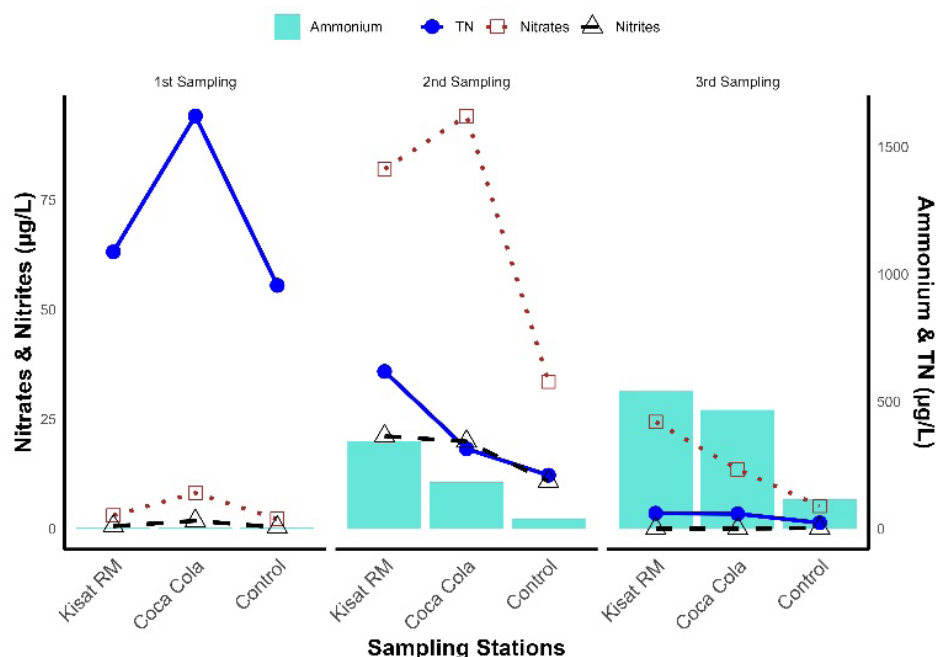 Ammonium TN Nitrates Nitrites
1st Sampling 2nd Sampling 3rd Sampling
Nitrates & Nitrites (µg/L)
75
50
25
0
1500
1000
500
0
Ammonium & TN (µg/L)
Kisat RM Coca Cola Control Kisat RM Coca Cola Control Kisat RM Coca Cola Control
Sampling Stations